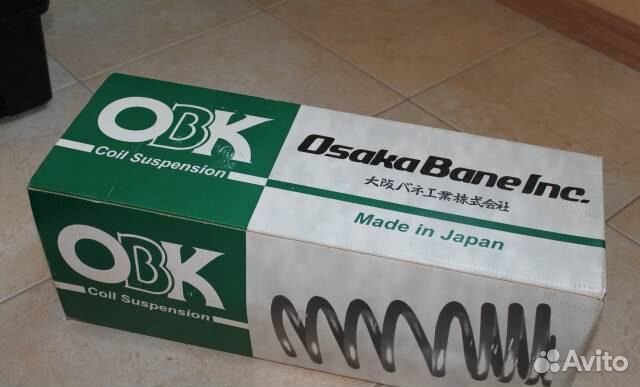 OBK
Coil Suspension
Osaka Bane Inc.
大阪バネ工業株式会社
Made in Japan
OBK
Coil Suspension
Avito